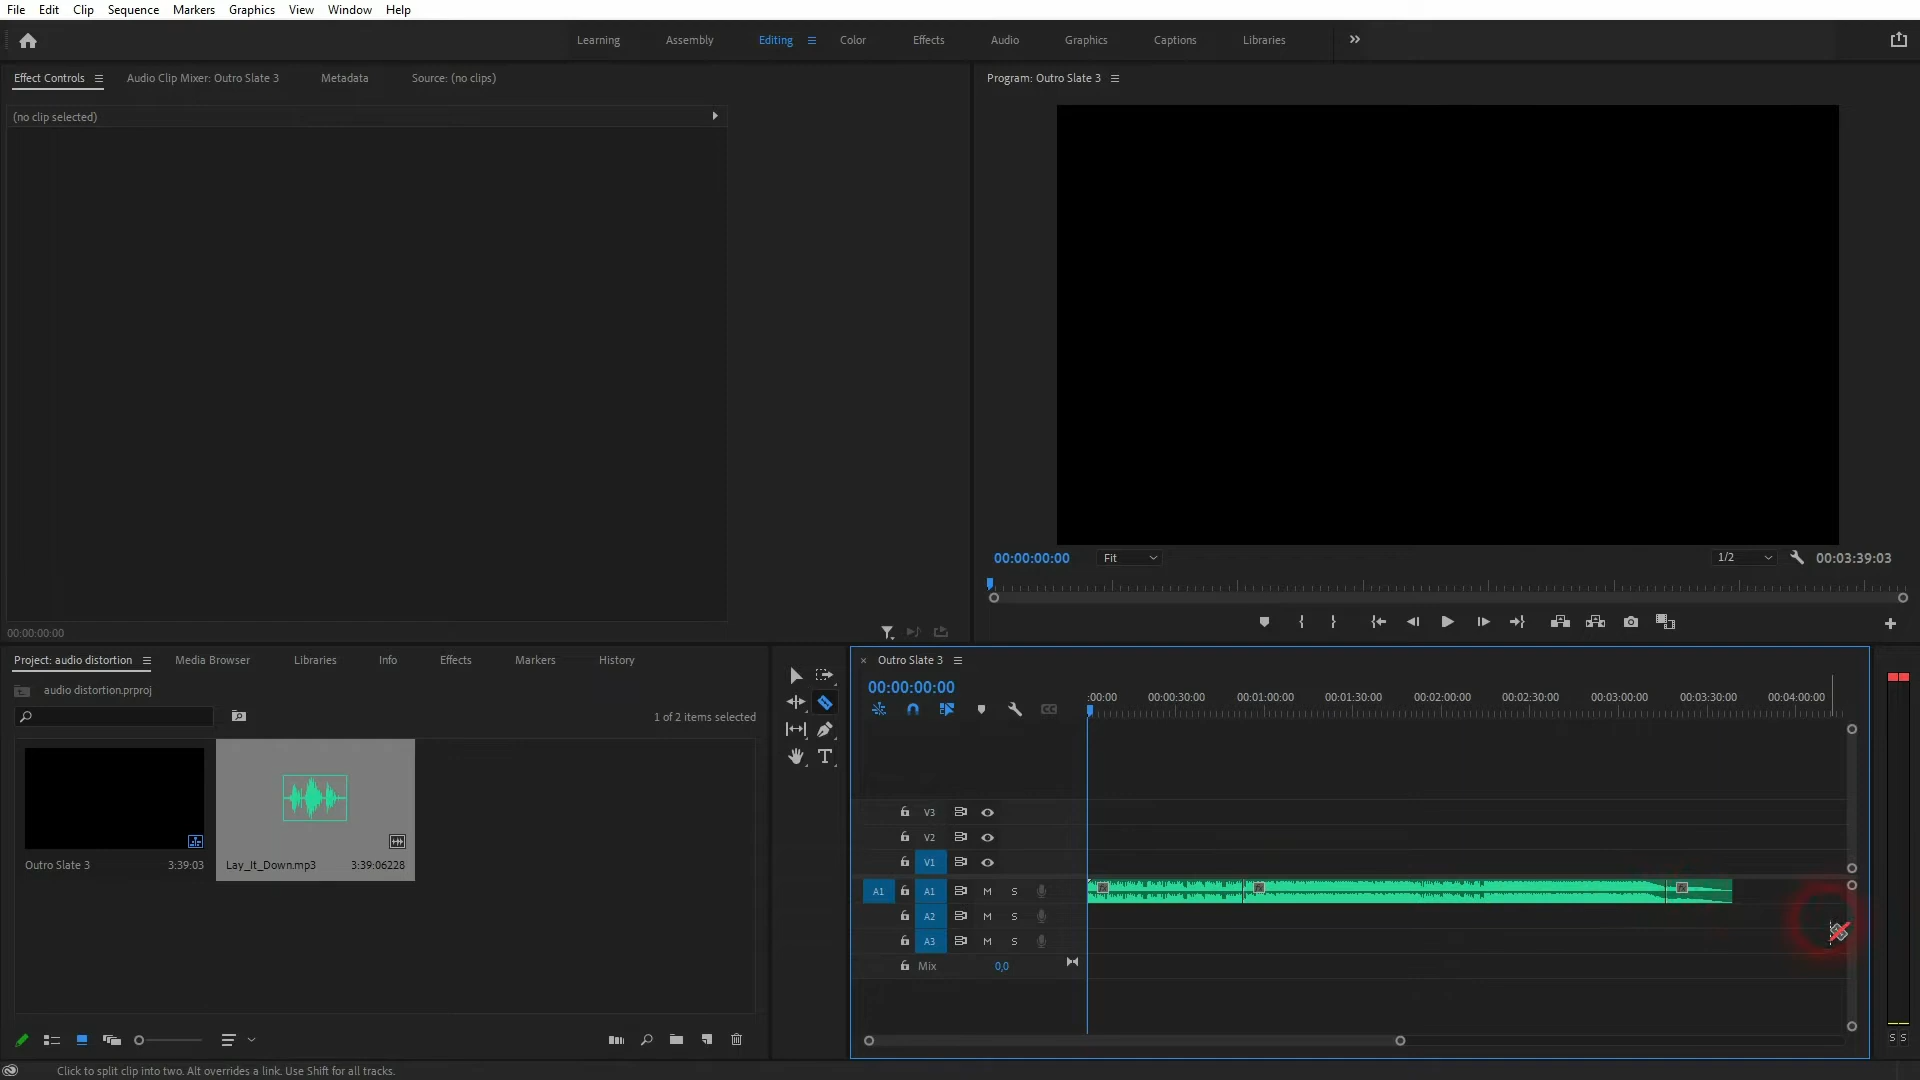 File Edit Clip Sequence Markers Graphics View Window Help
Learning Assembly Editing Color Effects Audio Graphics Captions Libraries
Effect Controls Audio Clip Mixer: Outro Slate 3 Metadata Source: (no clips)
Program: Outro Slate 3
(no clip selected)
00:00:00:00 Fit 1/2 00:03:39:03
00:00:00:00
Project: audio distortion Media Browser Libraries Info Effects Markers History
audio distortion.prproj
1 of 2 items selected
Outro Slate 3 3:39:03
Lay_It_Down.mp3 3:39:06228
T
Outro Slate 3
00:00:00:00
:00:00 00:00:30:00 00:01:00:00 00:01:30:00 00:02:00:00 00:02:30:00 00:03:00:00 00:03:30:00 00:04:00:00
V3
V2
V1
A1 A1 M S
A2 M S
A3 M S
Mix 0,0
S S
Click to split clip into two. Alt overrides a link. Use Shift for all tracks.